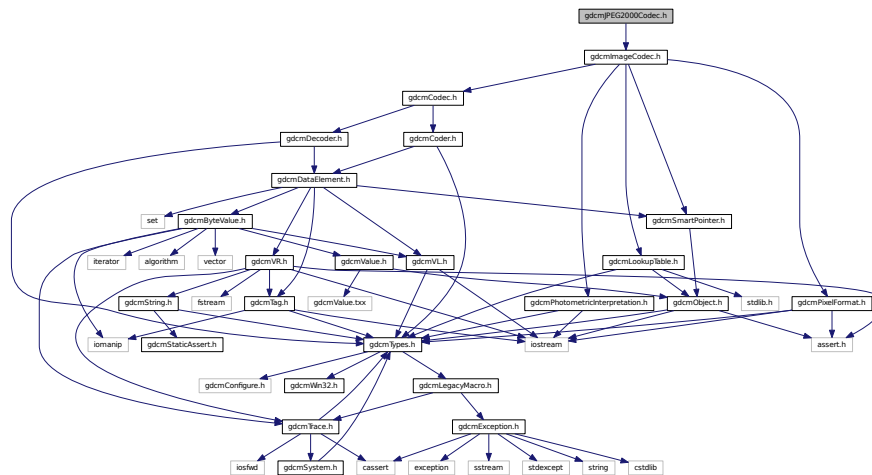 gdcmJPEG2000Codec.h
gdcmImageCodec.h
gdcmCodec.h
gdcmDecoder.h
gdcmCoder.h
gdcmDataElement.h
set
gdcmByteValue.h
gdcmSmartPointer.h
iterator
algorithm
vector
gdcmVR.h
gdcmValue.h
gdcmVL.h
gdcmLookupTable.h
gdcmString.h
fstream
gdcmTag.h
gdcmValue.txx
gdcmPhotometricInterpretation.h
gdcmObject.h
stdlib.h
gdcmPixelFormat.h
iomanip
gdcmStaticAssert.h
gdcmTypes.h
iostream
assert.h
gdcmConfigure.h
gdcmWin32.h
gdcmLegacyMacro.h
gdcmTrace.h
gdcmException.h
iosfwd
gdcmSystem.h
cassert
exception
sstream
stdexcept
string
cstdlib